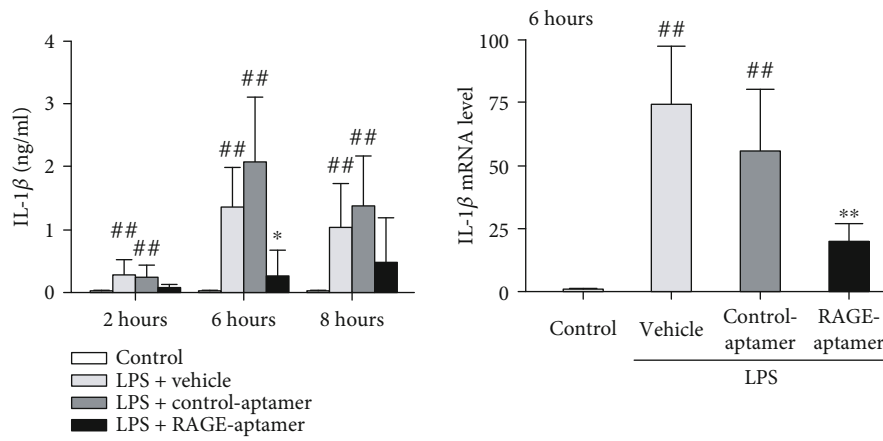 4
3
2
1
0
IL-1β (ng/ml)
##
##
##
##
*
##
##
2 hours
6 hours
8 hours
Control
LPS + vehicle
LPS + control-aptamer
LPS + RAGE-aptamer
6 hours
100
75
50
25
0
IL-1β mRNA level
##
##
**
Control
Vehicle
Control-
aptamer
RAGE-
aptamer
LPS